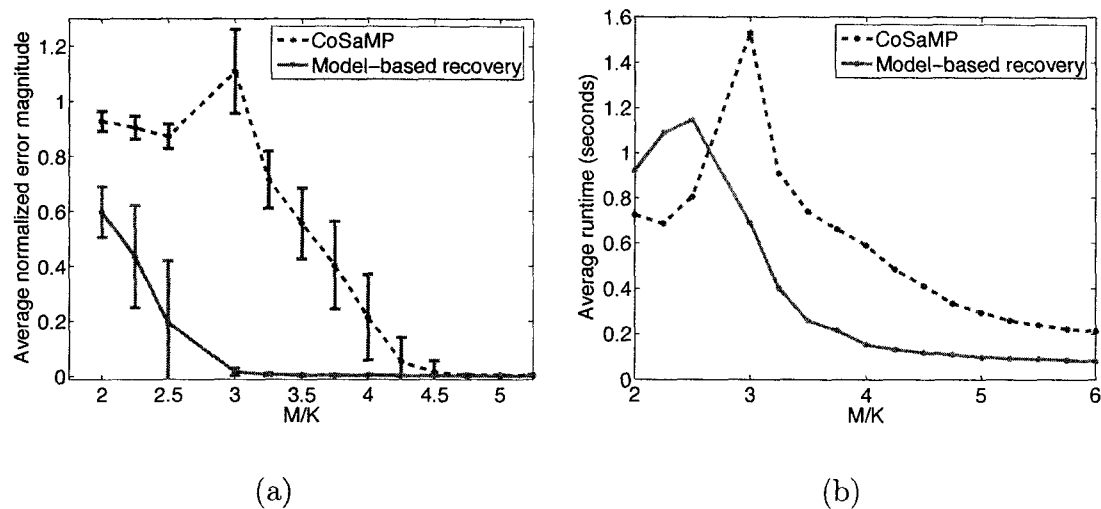 Average normalized error magnitude
1.2
1
0.8
0.6
0.4
0.2
0
CoSaMP
Model-based recovery
2
2.5
3
3.5
4
4.5
5
M/K
(a)
Average runtime (seconds)
1.6
1.4
1.2
1
0.8
0.6
0.4
0.2
0
CoSaMP
Model-based recovery
2
3
4
5
6
M/K
(b)